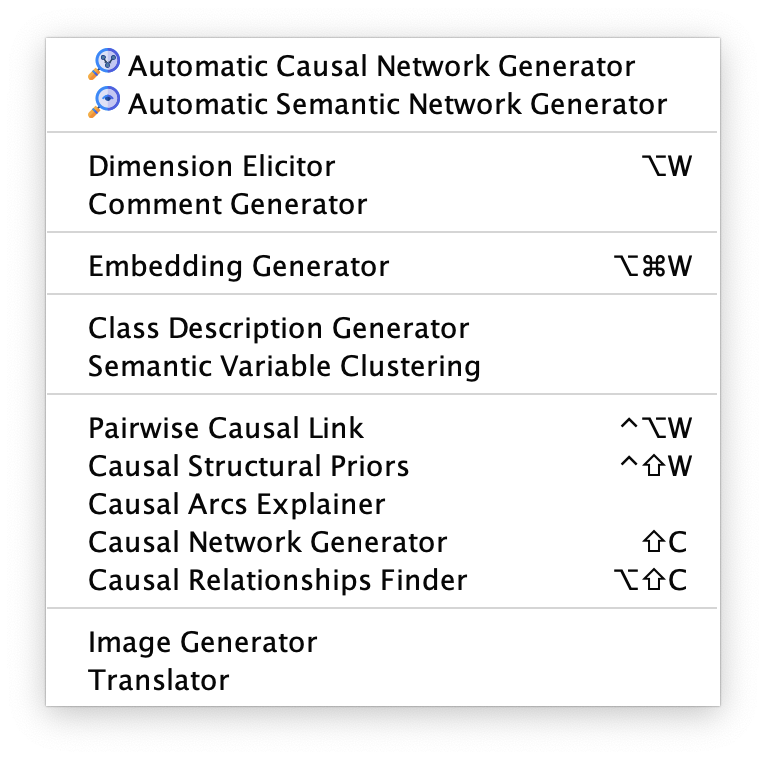 Automatic Causal Network Generator
Automatic Semantic Network Generator
Dimension Elicitor ⌥W
Comment Generator
Embedding Generator ⌥⌘W
Class Description Generator
Semantic Variable Clustering
Pairwise Causal Link ^⌥W
Causal Structural Priors ^⇧W
Causal Arcs Explainer
Causal Network Generator ⇧C
Causal Relationships Finder ⌥⇧C
Image Generator
Translator